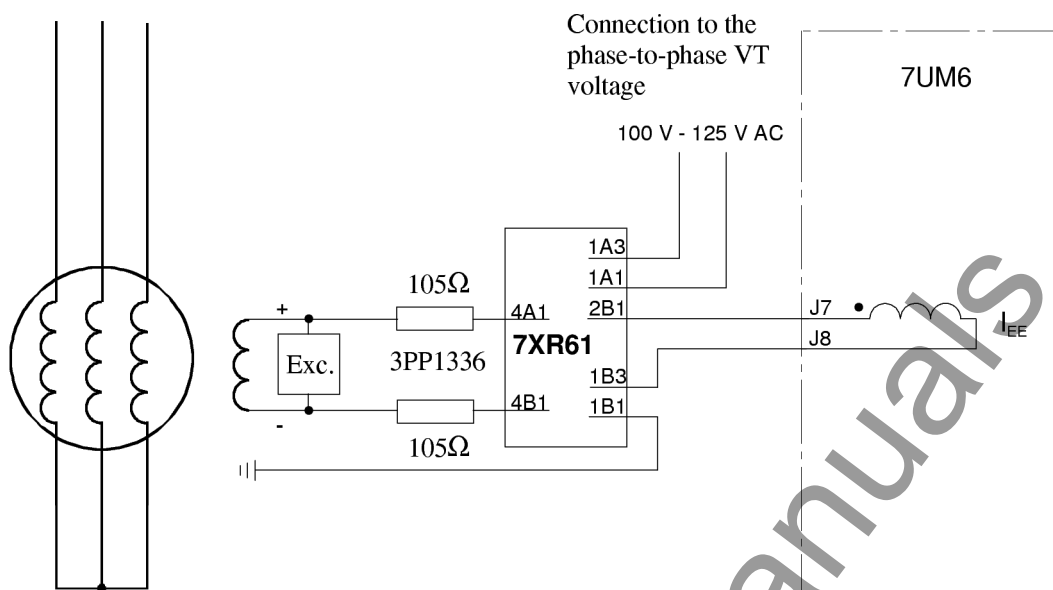 Connection to the
phase-to-phase VT
voltage
7UM6
100 V - 125 V AC
1A3
1A1
105Ω
+
4A1
2B1
J7
7XR61
I EE
Exc.
3PP1336
J8
1B3
4B1
1B1
-
105Ω
anuals